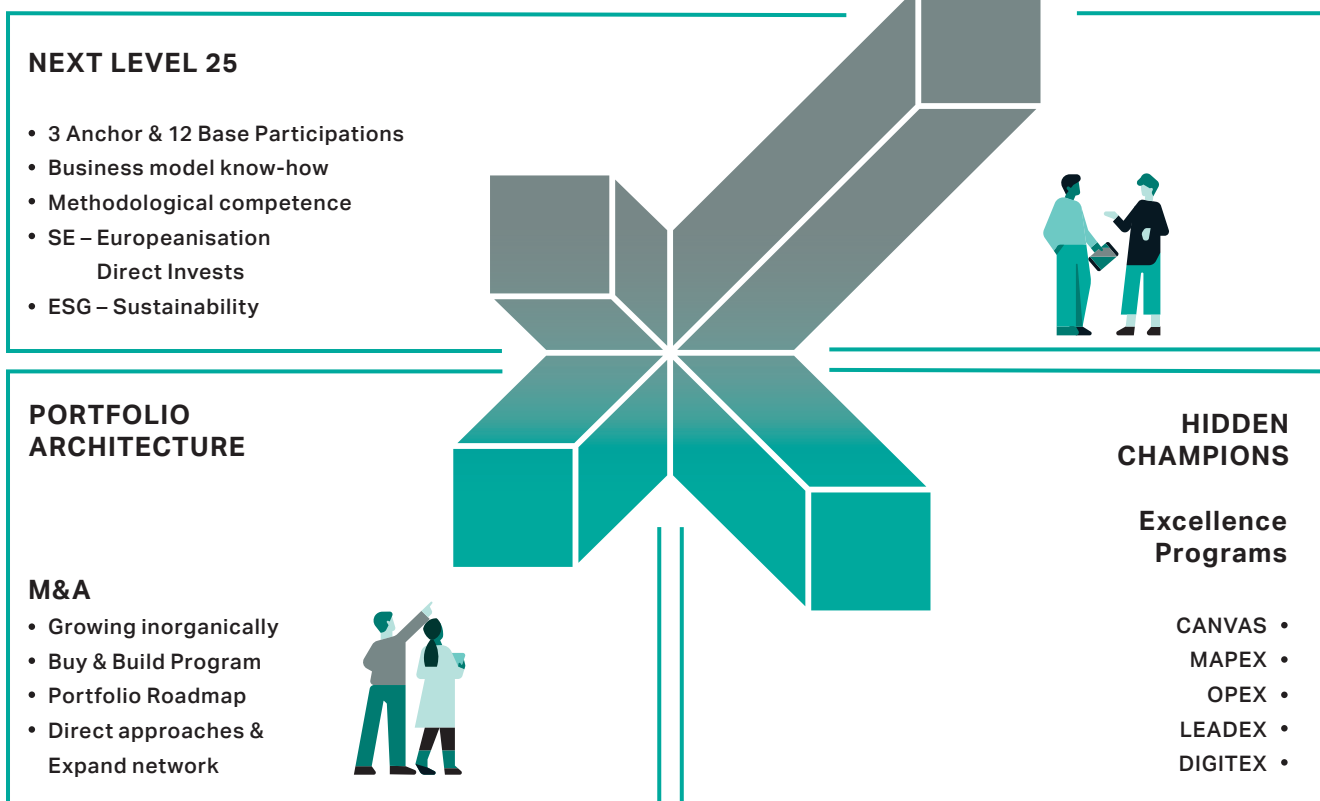 NEXT LEVEL 25
• 3 Anchor & 12 Base Participations
• Business model know-how
• Methodological competence
• SE – Europeanisation
Direct Invests
• ESG – Sustainability
PORTFOLIO
ARCHITECTURE
M&A
• Growing inorganically
• Buy & Build Program
• Portfolio Roadmap
• Direct approaches &
Expand network
HIDDEN
CHAMPIONS
Excellence
Programs
CANVAS •
MAPEX •
OPEX •
LEADEX •
DIGITEX •